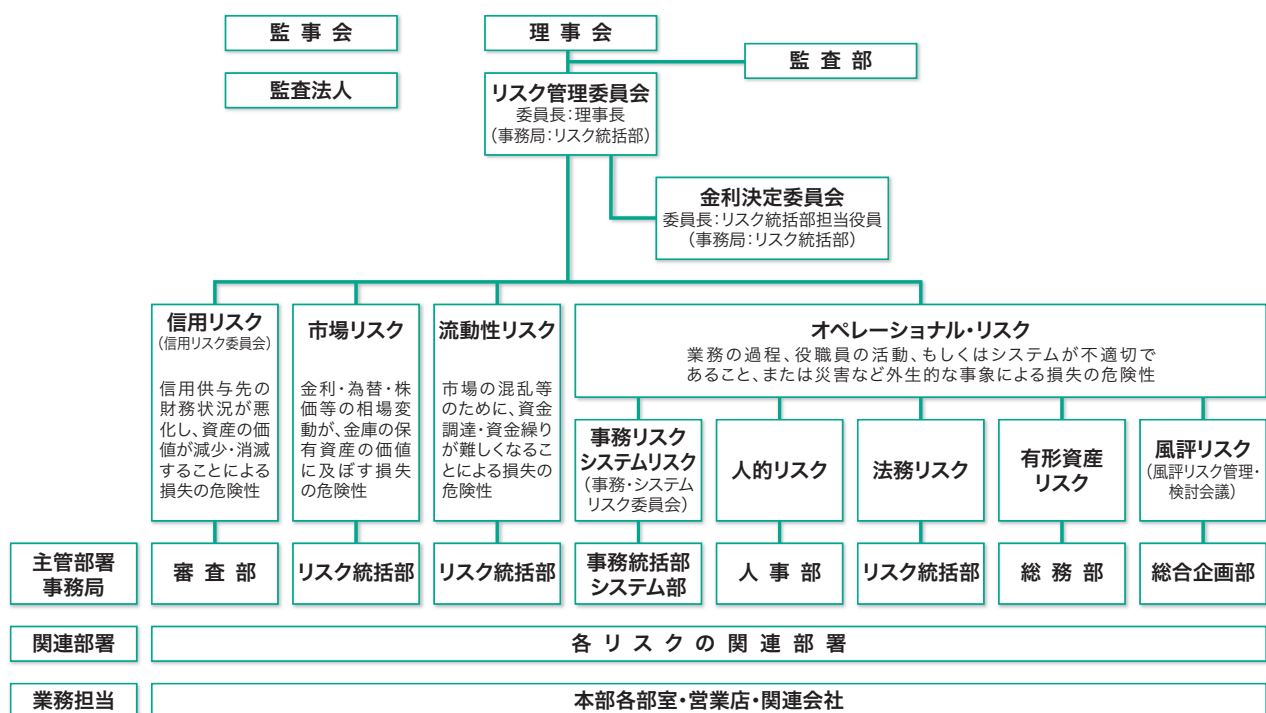 監事会
理事会
監査部
監査法人
リスク管理委員会
委員長:理事長
(事務局:リスク統括部)
金利決定委員会
委員長:リスク統括部担当役員
(事務局:リスク統括部)
信用リスク
(信用リスク委員会)
信用供与先の
財務状況が悪
化し、資産の価
値が減少・消滅
することによる
損失の危険性
市場リスク
金利・為替・株
価等の相場変
動が、金庫の保
有資産の価値
に及ぼす損失
の危険性
流動性リスク
市場の混乱等
のために、資金
調達・資金繰り
が難しくなるこ
とによる損失の
危険性
オペレーショナル・リスク
業務の過程、役職員の活動、もしくはシステムが不適切で
あること、または災害など外生的な事象による損失の危険性
事務リスク
システムリスク
(事務・システム
リスク委員会)
人的リスク
法務リスク
有形資産
リスク
風評リスク
(風評リスク管理・
検討会議)
主管部署
事務局
審査部
リスク統括部
リスク統括部
事務統括部
システム部
人事部
リスク統括部
総務部
総合企画部
関連部署
各リスクの関連部署
業務担当
本部各部室・営業店・関連会社